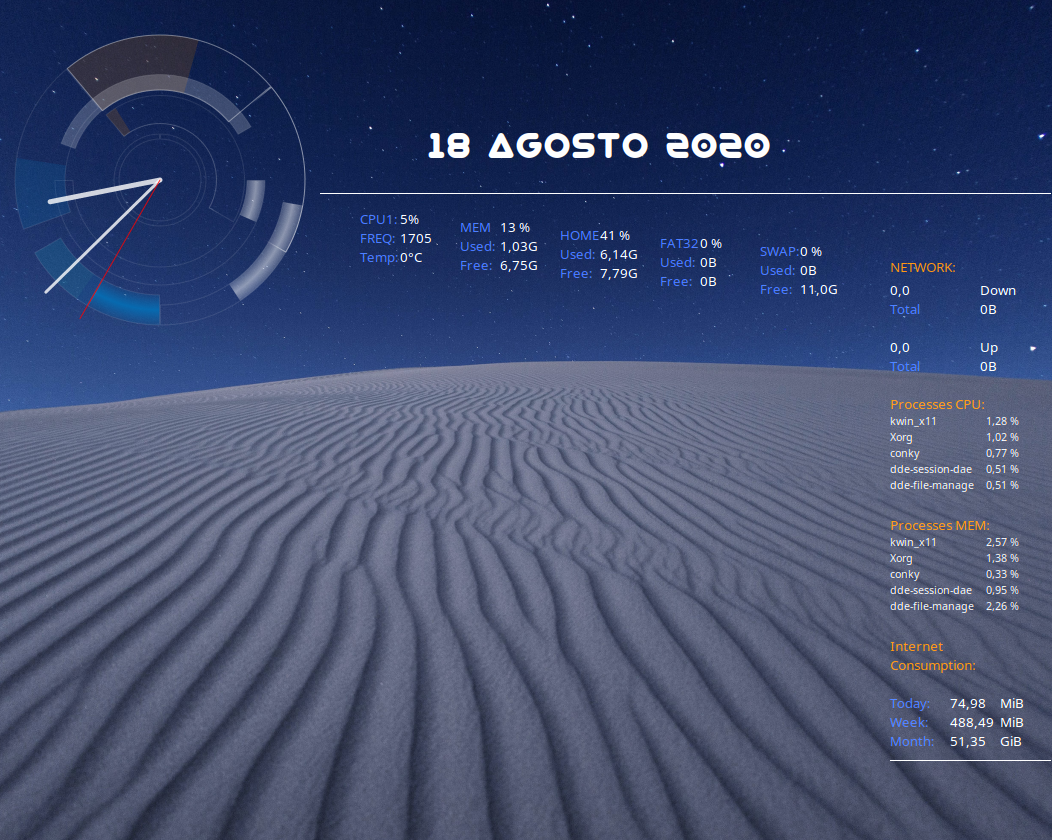 18 AGOSTO 2020
CPU1: 5%
FREQ: 1705
Temp: 0°C
MEM 13 %
Used: 1,03G
Free: 6,75G
HOME 41 %
Used: 6,14G
Free: 7,79G
FAT32 0 %
Used: 0B
Free: 0B
SWAP: 0 %
Used: 0B
Free: 11,0G
NETWORK:
0,0 Down
Total 0B
0,0 Up
Total 0B
Processes CPU:
kwin_x11 1,28 %
Xorg 1,02 %
conky 0,77 %
dde-session-dae 0,51 %
dde-file-manage 0,51 %
Processes MEM:
kwin_x11 2,57 %
Xorg 1,38 %
conky 0,33 %
dde-session-dae 0,95 %
dde-file-manage 2,26 %
Internet
Consumption:
Today: 74,98 MiB
Week: 488,49 MiB
Month: 51,35 GiB